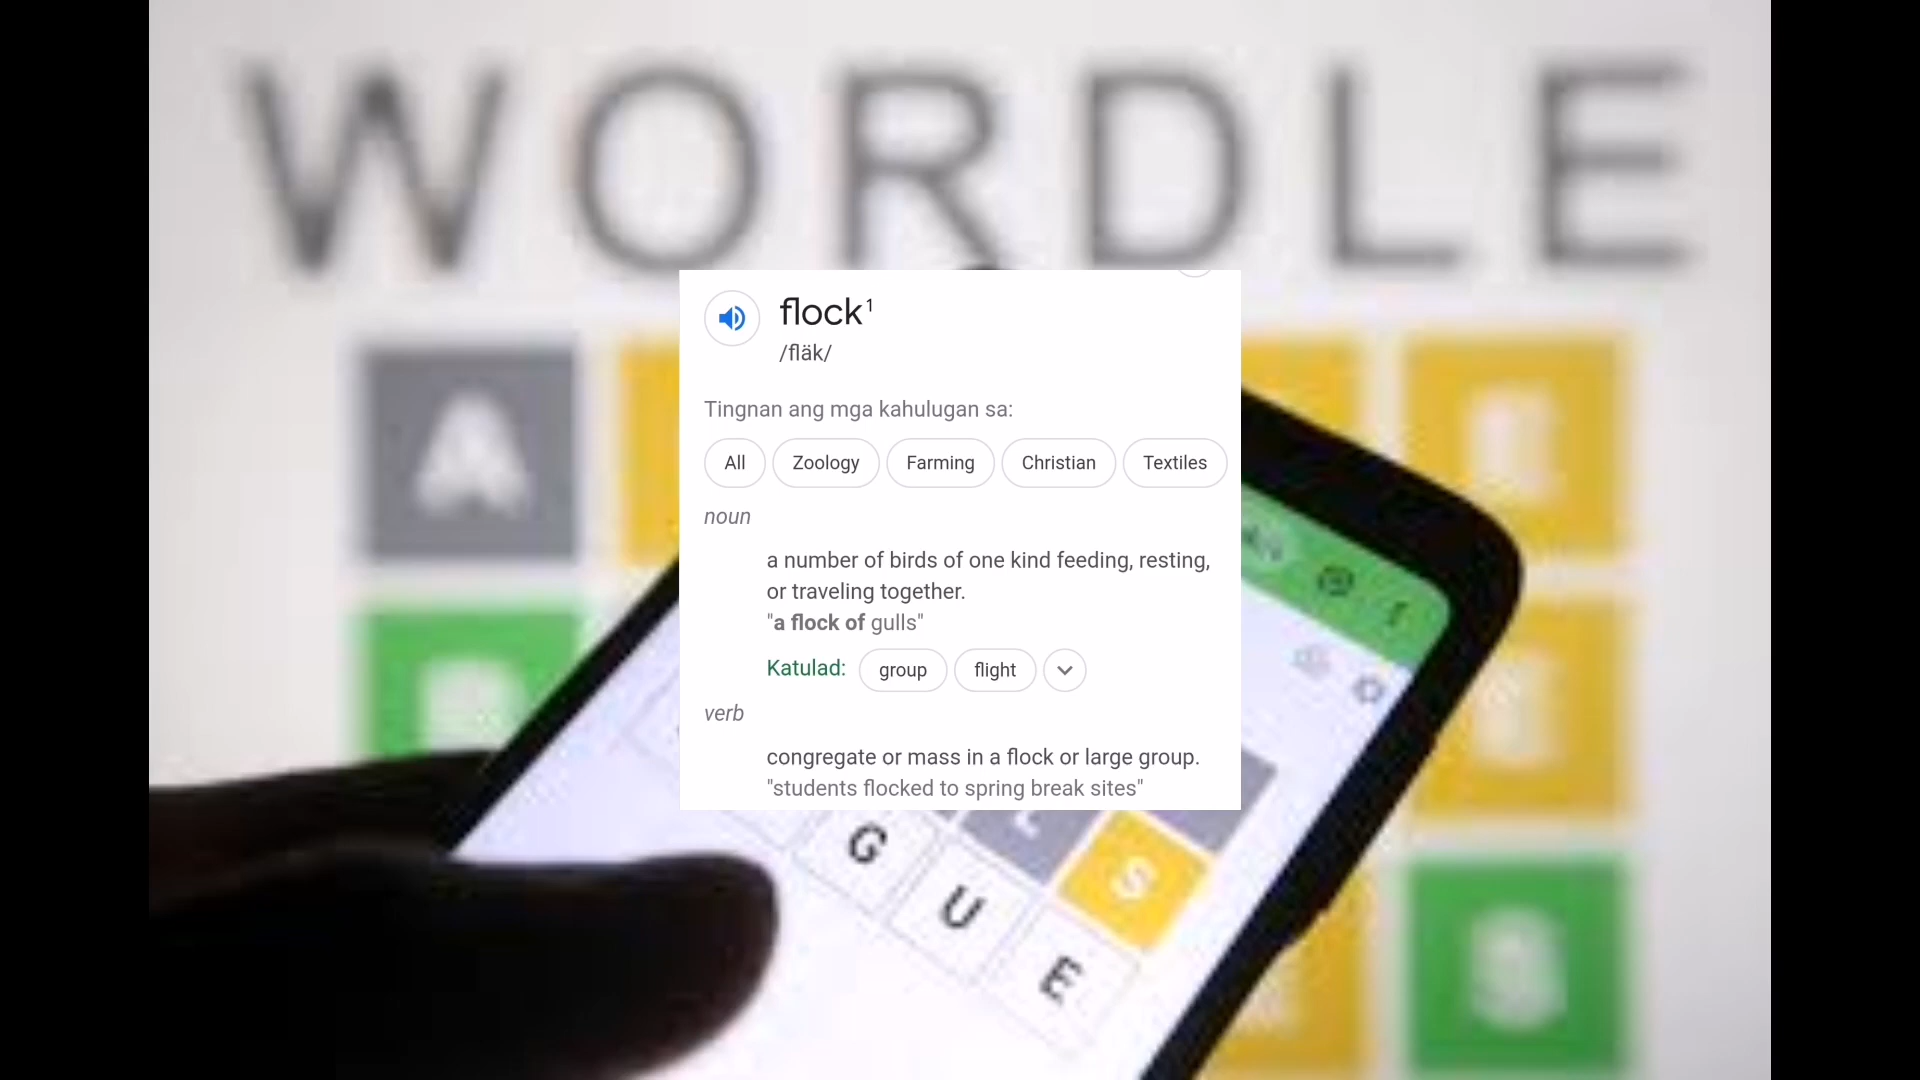 WORDLE
A
flock1
/fläk/
Tingnan ang mga kahulugan sa:
All Zoology Farming Christian Textiles
noun
a number of birds of one kind feeding, resting,
or traveling together.
"a flock of gulls"
Katulad: group flight
verb
congregate or mass in a flock or large group.
"students flocked to spring break sites"
L
S
G
U
E
S